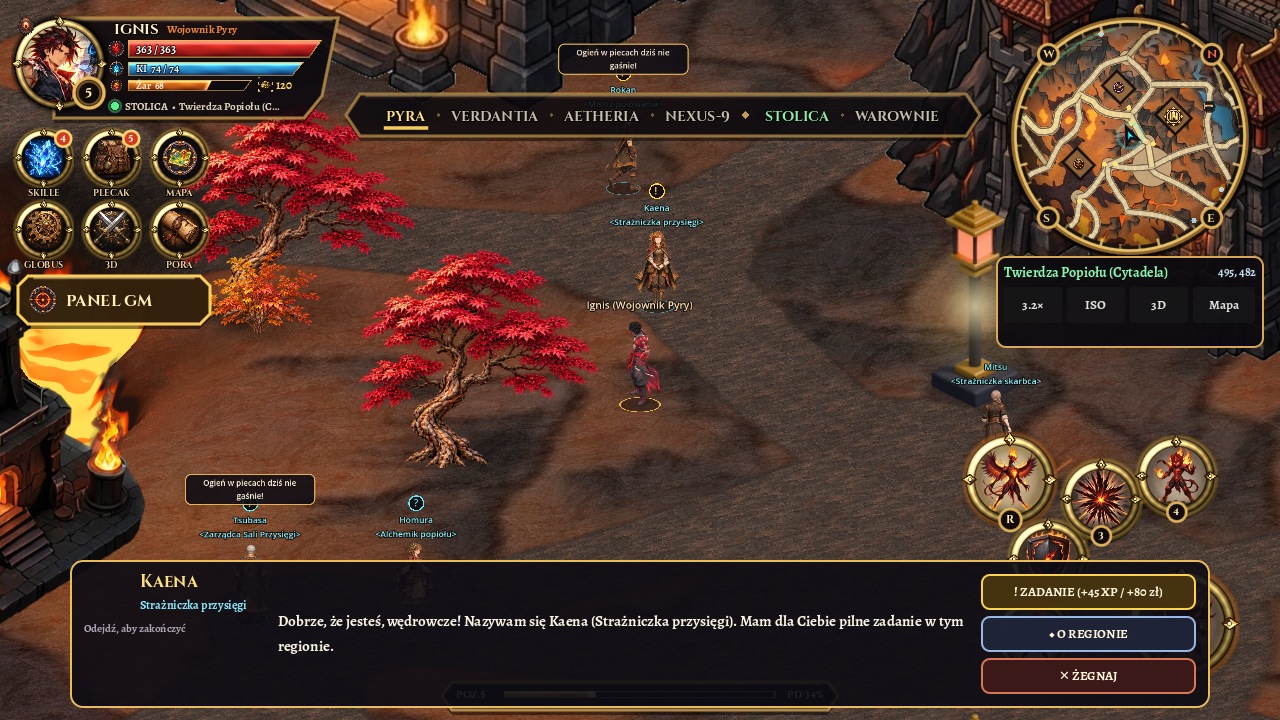 IGNIS Wojownik Pyry
363 / 363
KI 74 / 74
Żar 68
120
5
STOLICA • Twierdza Popiołu (C...
4
5
SKILLE
PLECAK
MAPA
GLOBUS
3D
PORA
PANEL GM
Ogień w piecach dziś nie
gaśnie!
Rokan
PYRA
VERDANTIA
AETHERIA
NEXUS-9
STOLICA
VARDENIA
!
Kaena
<Strażniczka przysięgi>
Ignis (Wojownik Pyry)
W
N
S
E
Twierdza Popiołu (Cytadela)
495, 482
3.2×
ISO
3D
Mapa
Mitsu
<Strażniczka skarbca>
R
3
4
Ogień w piecach dziś nie
gaśnie!
Tsubasa
<Zarządca Sali Przysięgi>
?
Homura
<Alchemik popiołu>
Kaena
Strażniczka przysięgi
Odejdź, aby zakończyć
Dobrze, że jesteś, wędrowcze! Nazywam się Kaena (Strażniczka przysięgi). Mam dla Ciebie pilne zadanie w tym
regionie.
! ZADANIE (+45 XP / +80 zł)
⬥ O REGIONIE
✕ ŻEGNAJ
POZ.5
PD 34%